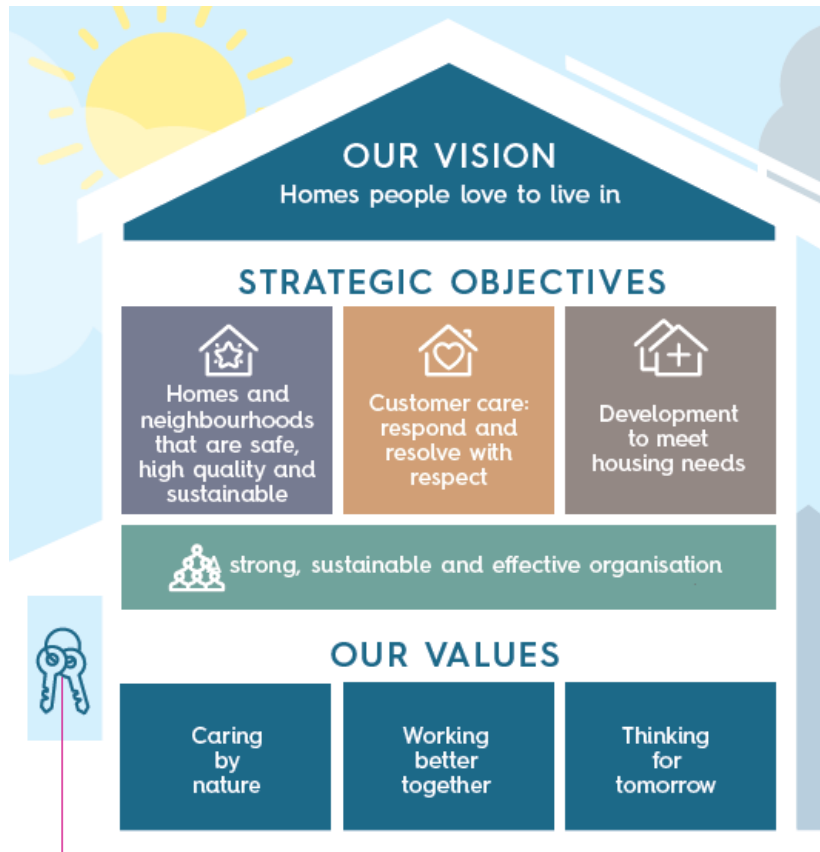 OUR VISION
Homes people love to live in
STRATEGIC OBJECTIVES
Homes and
neighbourhoods
that are safe,
high quality and
sustainable
Customer care:
respond and
resolve with
respect
Development
to meet
housing needs
A strong, sustainable and effective organisation
OUR VALUES
Caring
by
nature
Working
better
together
Thinking
for
tomorrow